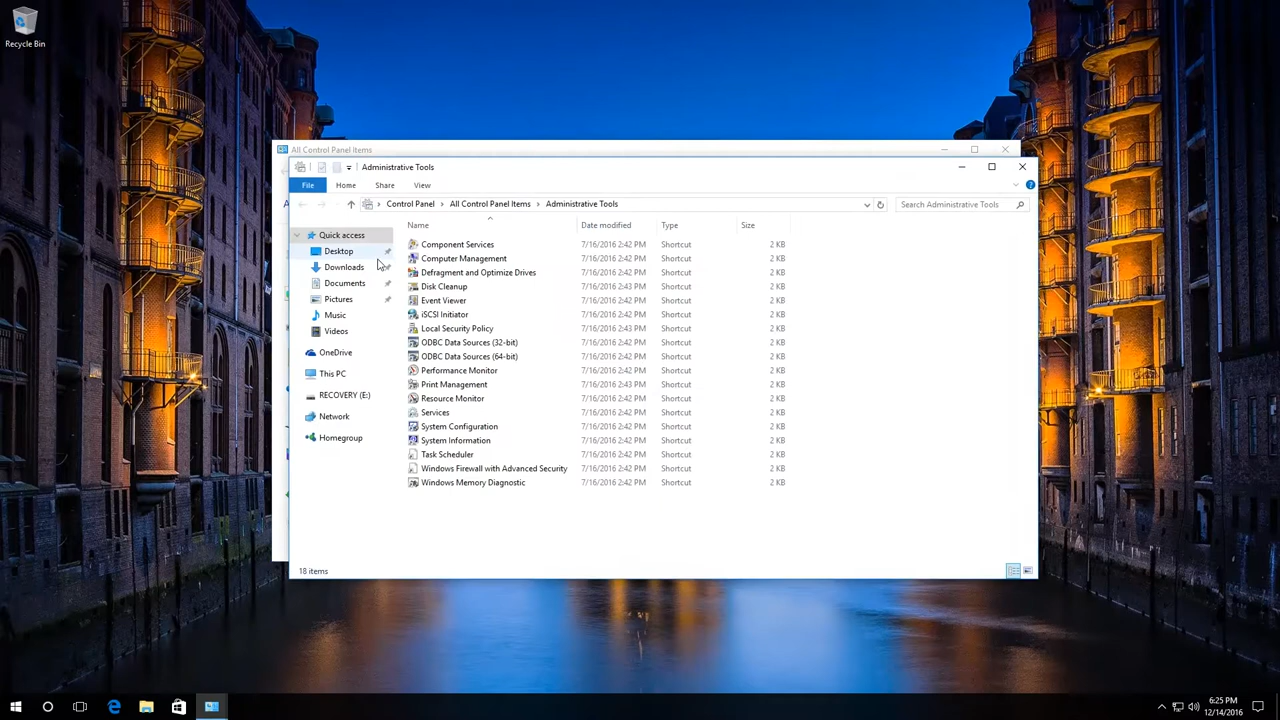 Recycle Bin
All Control Panel Items
Administrative Tools
File Home Share View
Control Panel All Control Panel Items Administrative Tools Search Administrative Tools
Name Date modified Type Size
Quick access
Desktop
Downloads
Documents
Pictures
Music
Videos
OneDrive
This PC
RECOVERY (E:)
Network
Homegroup
Component Services 7/16/2016 2:42 PM Shortcut 2 KB
Computer Management 7/16/2016 2:42 PM Shortcut 2 KB
Defragment and Optimize Drives 7/16/2016 2:42 PM Shortcut 2 KB
Disk Cleanup 7/16/2016 2:42 PM Shortcut 2 KB
Event Viewer 7/16/2016 2:42 PM Shortcut 2 KB
iSCSI Initiator 7/16/2016 2:42 PM Shortcut 2 KB
Local Security Policy 7/16/2016 2:43 PM Shortcut 2 KB
ODBC Data Sources (32-bit) 7/16/2016 2:42 PM Shortcut 2 KB
ODBC Data Sources (64-bit) 7/16/2016 2:42 PM Shortcut 2 KB
Performance Monitor 7/16/2016 2:42 PM Shortcut 2 KB
Print Management 7/16/2016 2:43 PM Shortcut 2 KB
Resource Monitor 7/16/2016 2:42 PM Shortcut 2 KB
Services 7/16/2016 2:42 PM Shortcut 2 KB
System Configuration 7/16/2016 2:42 PM Shortcut 2 KB
System Information 7/16/2016 2:42 PM Shortcut 2 KB
Task Scheduler 7/16/2016 2:42 PM Shortcut 2 KB
Windows Firewall with Advanced Security 7/16/2016 2:42 PM Shortcut 2 KB
Windows Memory Diagnostic 7/16/2016 2:42 PM Shortcut 2 KB
18 items
6:25 PM
12/14/2016